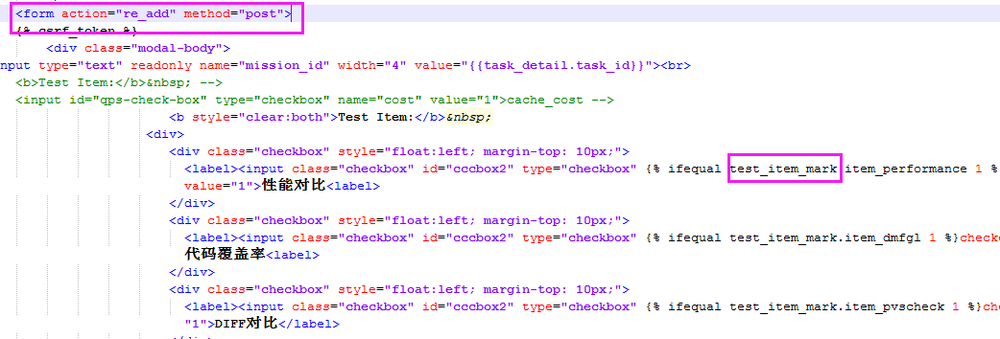 <form action="re_add" method="post">
{% csrf_token %}
<div class="modal-body">
nput type="text" readonly name="mission_id" width="4" value="{{task_detail.task_id}}"><br>
<b>Test Item:</b>&nbsp; -->
<input id="qps-check-box" type="checkbox" name="cost" value="1">cache_cost -->
<b style="clear:both">Test Item:</b>&nbsp;
<div>
<div class="checkbox" style="float:left; margin-top: 10px;">
<label><input class="checkbox" id="cccbox2" type="checkbox" {% ifequal test_item_mark.item_performance 1 %
value="1">性能对比<label>
</div>
<div class="checkbox" style="float:left; margin-top: 10px;">
<label><input class="checkbox" id="cccbox2" type="checkbox" {% ifequal test_item_mark.item_dmfgl 1 %}checke
代码覆盖率<label>
</div>
<div class="checkbox" style="float:left; margin-top: 10px;">
<label><input class="checkbox" id="cccbox2" type="checkbox" {% ifequal test_item_mark.item_pvscheck 1 %}che
"1">DIFF对比</label>